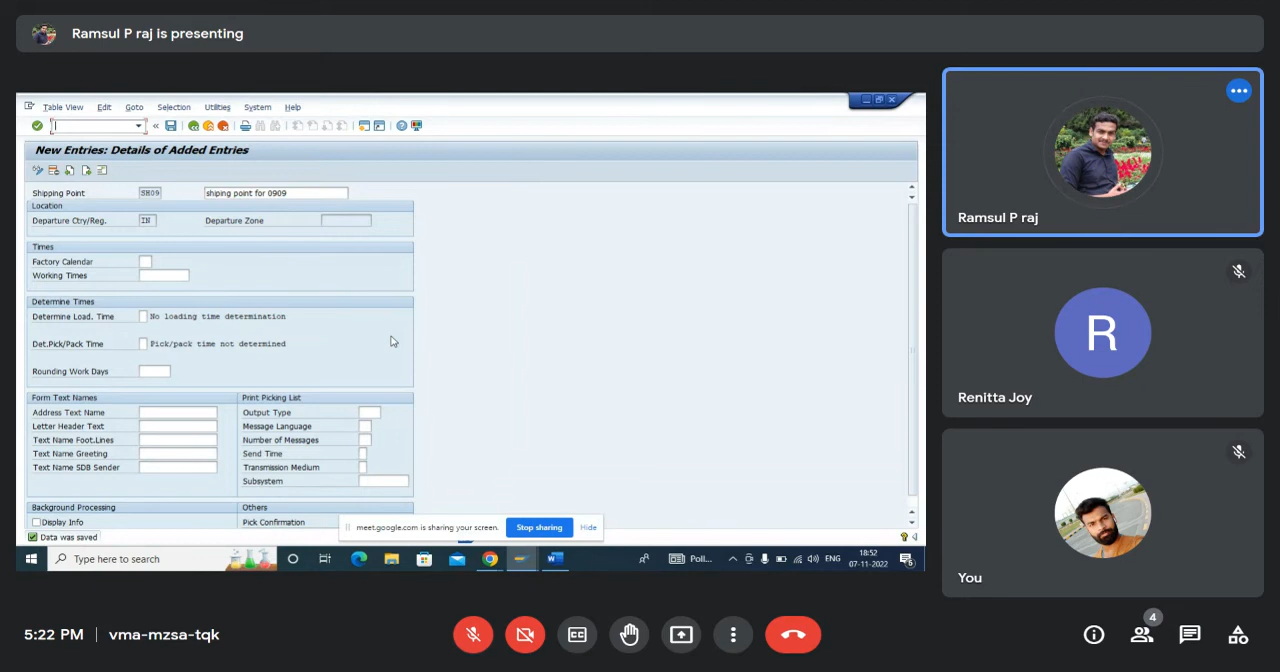 Ramsul P raj is presenting
Table View Edit Goto Selection Utilities System Help
New Entries: Details of Added Entries
Shipping Point SH09 shiping point for 0909
Location
Departure Ctry/Reg. IN Departure Zone
Times
Factory Calendar
Working Times
Determine Times
Determine Load. Time No loading time determination
Det.Pick/Pack Time Pick/pack time not determined
Rounding Work Days
Form Text Names Print Picking List
Address Text Name Output Type
Letter Header Text Message Language
Text Name Foot.Lines Number of Messages
Text Name Greeting Send Time
Text Name SDB Sender Transmission Medium
Subsystem
Background Processing Others
Display Info Pick Confirmation
meet.google.com is sharing your screen. Stop sharing Hide
Data was saved
Type here to search Poll... ENG 18:52
07-11-2022 6
Ramsul P raj
R
Renitta Joy
You
5:22 PM | vma-mzsa-tqk
CC
4